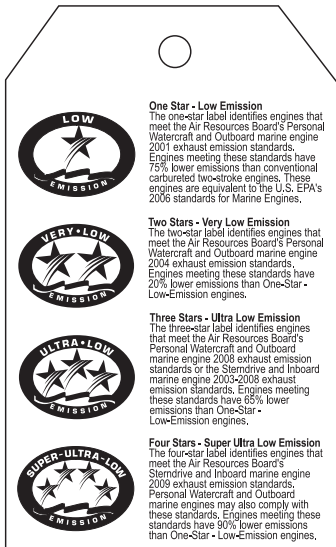 LOW
EMISSION
One Star - Low Emission
The one-star label identifies engines that
meet the Air Resources Board's Personal
Watercraft and Outboard marine engine
2001 exhaust emission standards.
Engines meeting these standards have
75% lower emissions than conventional
carbureted two-stroke engines. These
engines are equivalent to the U.S. EPA's
2006 standards for Marine Engines.
VERY • LOW
EMISSION
Two Stars - Very Low Emission
The two-star label identifies engines that
meet the Air Resources Board's Personal
Watercraft and Outboard marine engine
2004 exhaust emission standards.
Engines meeting these standards have
20% lower emissions than One-Star -
Low-Emission engines.
ULTRA • LOW
EMISSION
Three Stars - Ultra Low Emission
The three-star label identifies engines
that meet the Air Resources Board's
Personal Watercraft and Outboard
marine engine 2008 exhaust emission
standards or the Sterndrive and Inboard
marine engine 2003-2008 exhaust
emission standards. Engines meeting
these standards have 65% lower
emissions than One-Star -
Low-Emission engines.
SUPER-ULTRA-LOW
EMISSION
Four Stars - Super Ultra Low Emission
The four-star label identifies engines that
meet the Air Resources Board's
Sterndrive and Inboard marine engine
2009 exhaust emission standards.
Personal Watercraft and Outboard
marine engines may also comply with
these standards. Engines meeting these
standards have 90% lower emissions
than One-Star - Low-Emission engines.